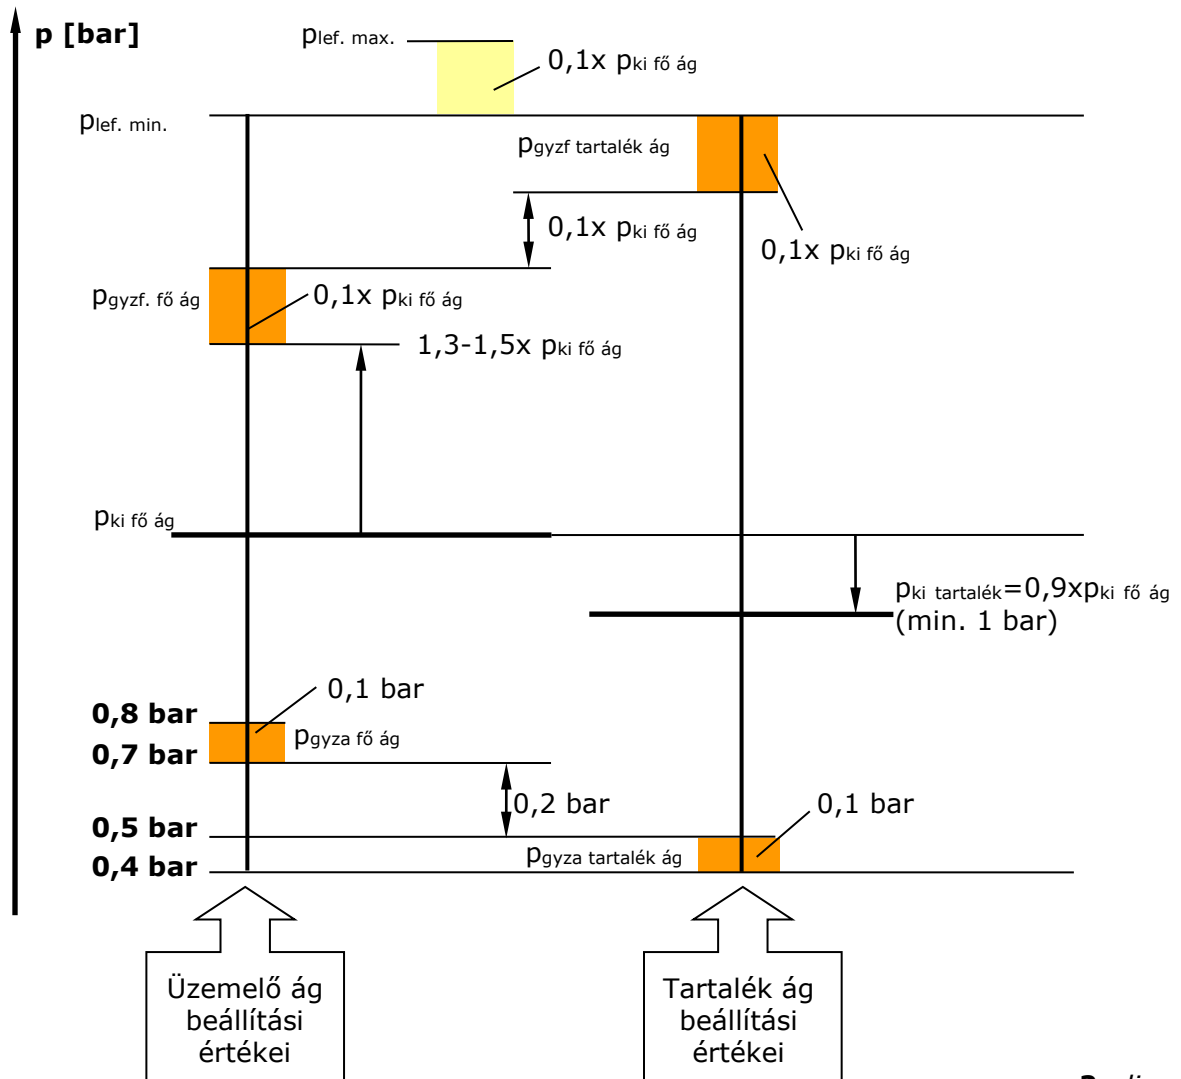 p [bar]
plef. max.
0,1x pki fő ág
plef. min.
pgyzf tartalék ág
0,1x pki fő ág
0,1x pki fő ág
pgyzf. fő ág
0,1x pki fő ág
1,3-1,5x pki fő ág
pki fő ág
pki tartalék=0,9xpki fő ág
(min. 1 bar)
0,1 bar
0,8 bar
pgyza fő ág
0,7 bar
0,2 bar
0,1 bar
0,5 bar
pgyza tartalék ág
0,4 bar
Üzemelő ág
beállítási
értékei
Tartalék ág
beállítási
értékei